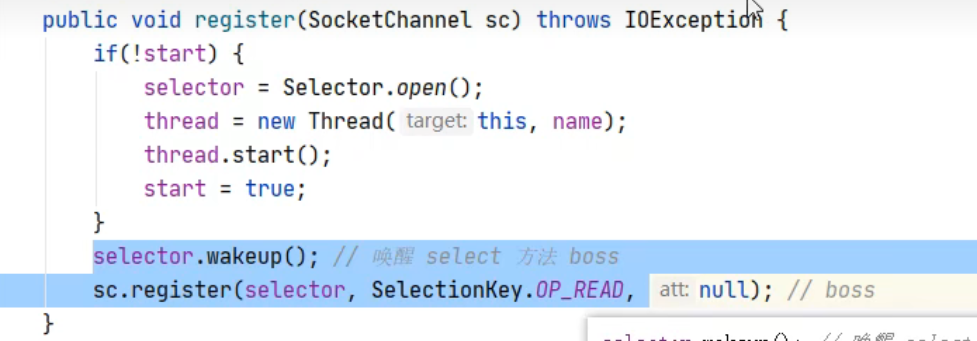 public void register(SocketChannel sc) throws IOException {
if(!start) {
selector = Selector.open();
thread = new Thread( target: this, name);
thread.start();
start = true;
}
selector.wakeup(); // 唤醒 select 方法 boss
sc.register(selector, SelectionKey.OP_READ, att: null); // boss
}